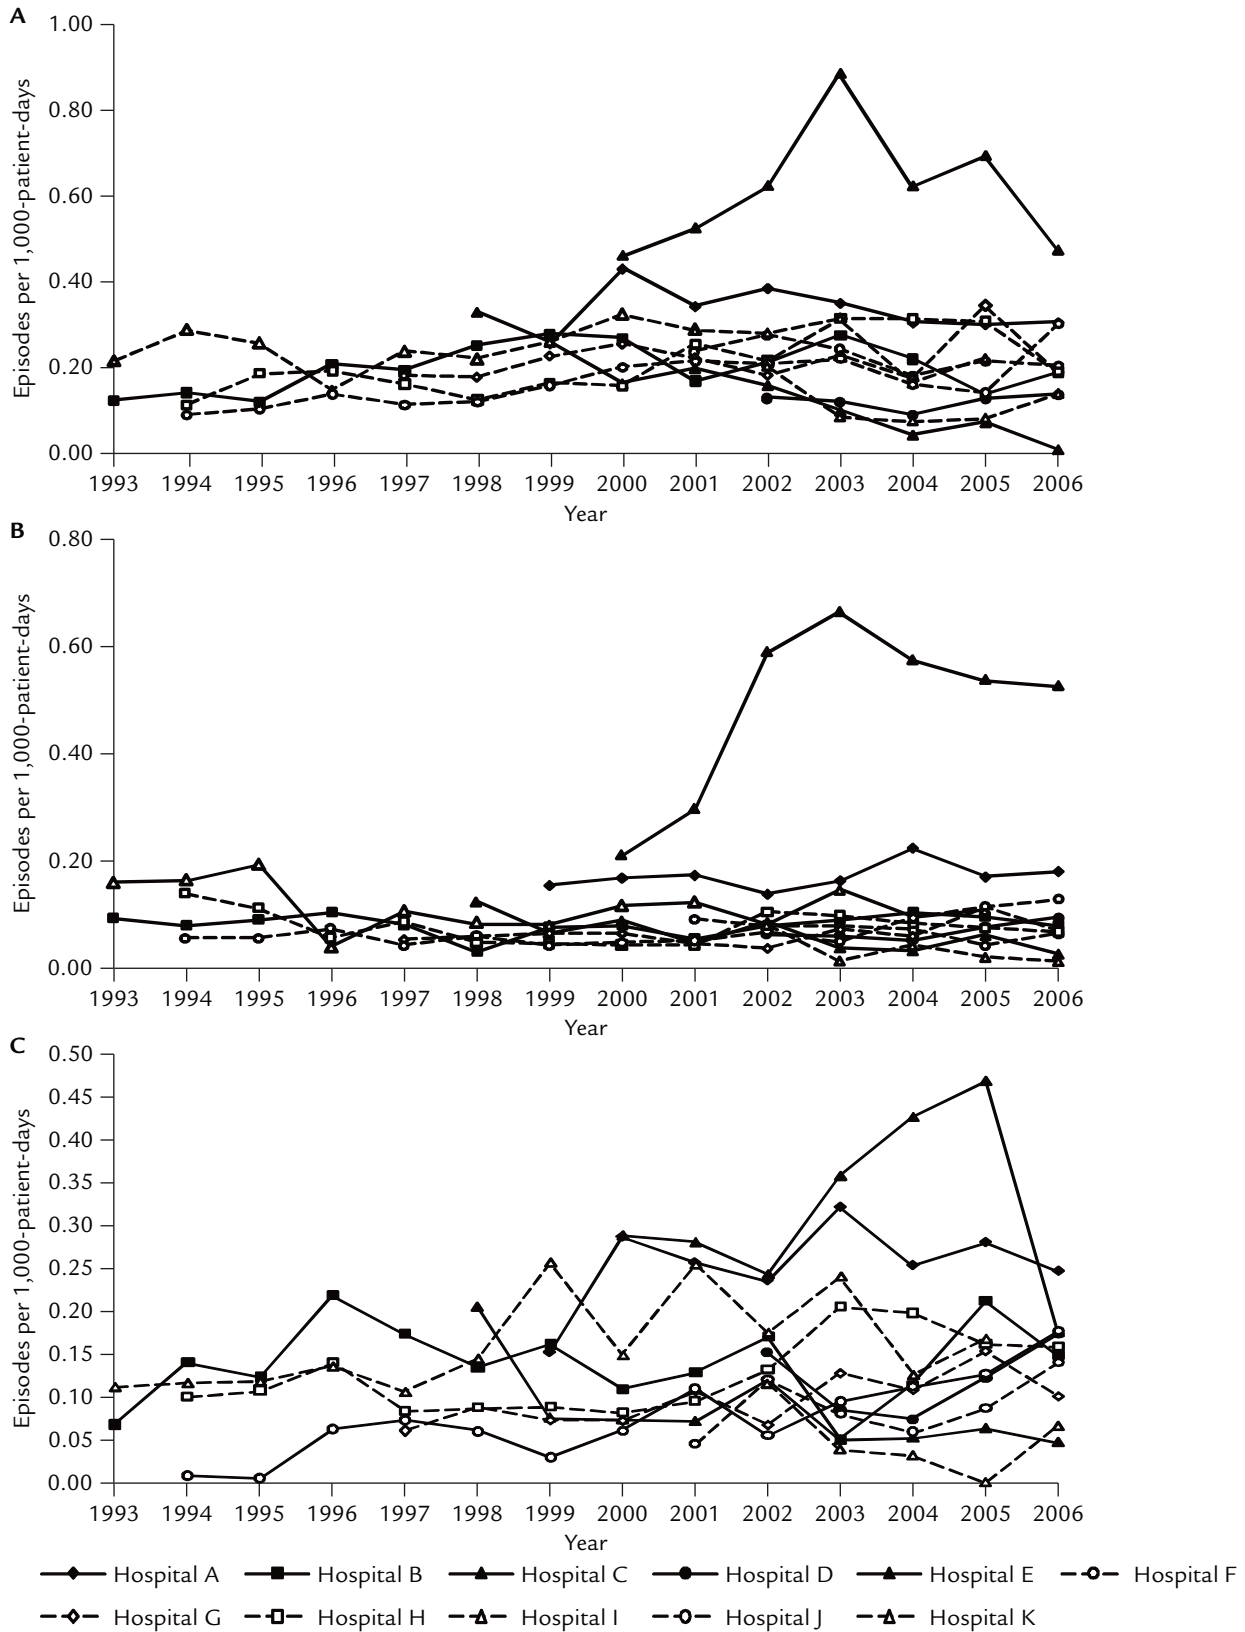 A
Episodes per 1,000-patient-days
1.00
0.80
0.60
0.40
0.20
0.00
1993 1994 1995 1996 1997 1998 1999 2000 2001 2002 2003 2004 2005 2006
Year
B
Episodes per 1,000-patient-days
0.80
0.60
0.40
0.20
0.00
1993 1994 1995 1996 1997 1998 1999 2000 2001 2002 2003 2004 2005 2006
Year
C
Episodes per 1,000-patient-days
0.50
0.45
0.40
0.35
0.30
0.25
0.20
0.15
0.10
0.05
0.00
1993 1994 1995 1996 1997 1998 1999 2000 2001 2002 2003 2004 2005 2006
Year
Hospital A Hospital B Hospital C Hospital D Hospital E Hospital F
Hospital G Hospital H Hospital I Hospital J Hospital K